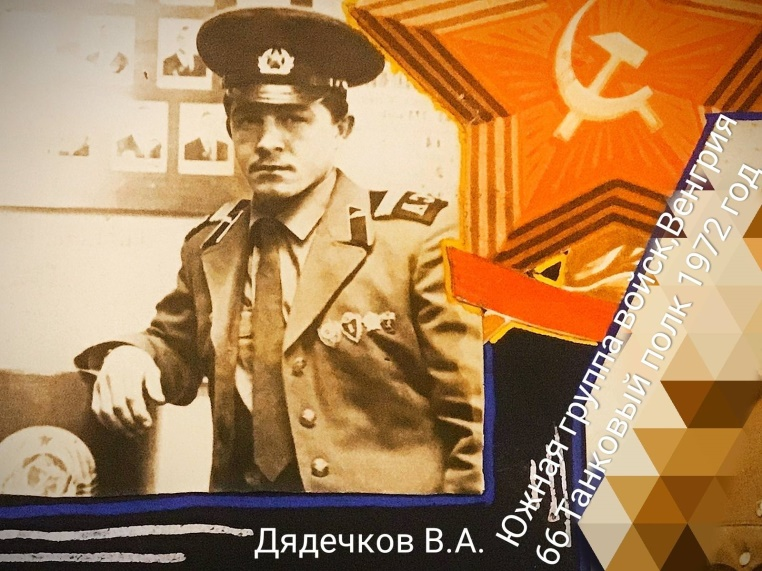 Южная группа войск,Венгрия
66 Танковый полк 1972 год
Дядечков В.А.